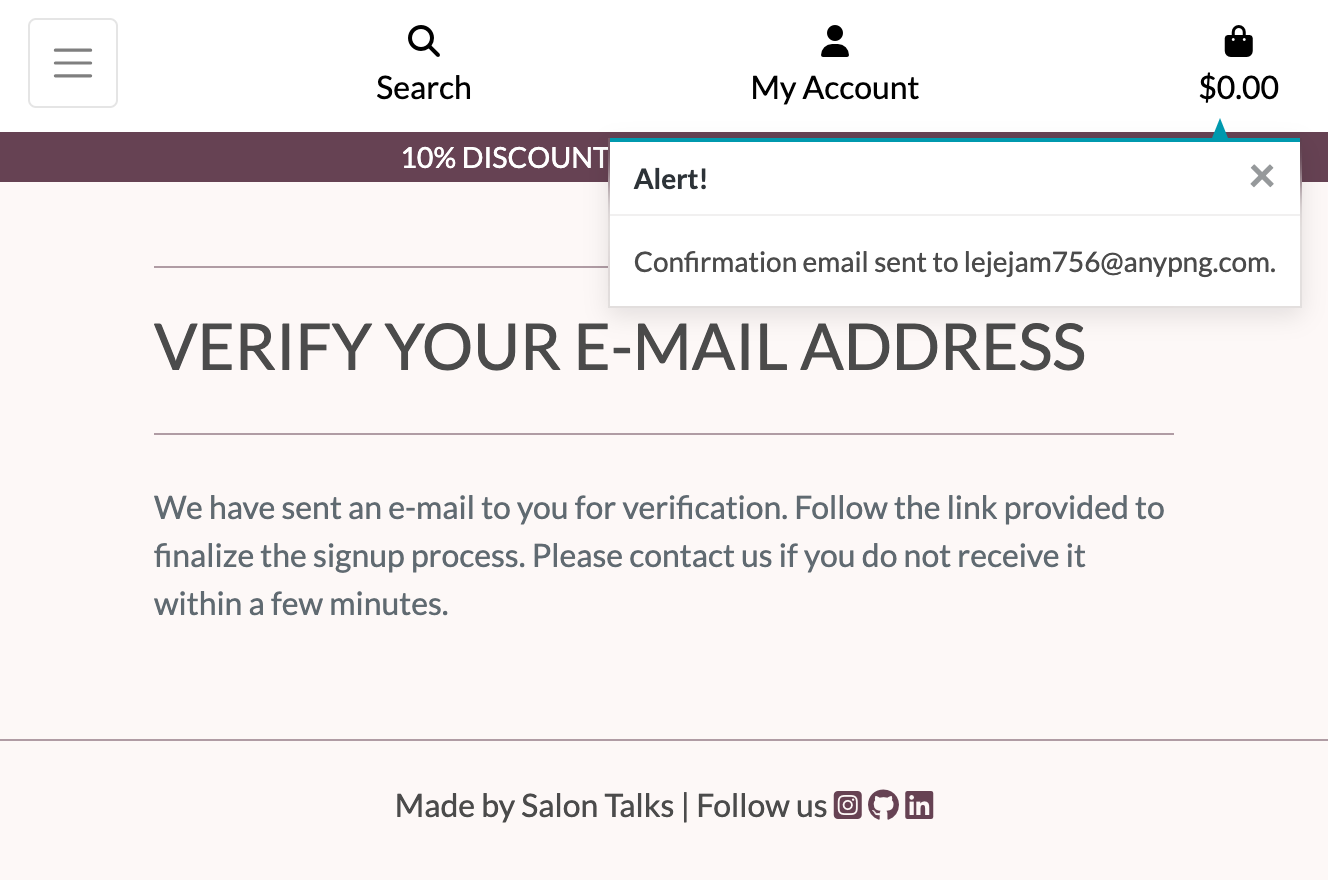 Search
My Account
$0.00
10% DISCOUNT
Alert!
Confirmation email sent to lejejam756@anypng.com.
VERIFY YOUR E-MAIL ADDRESS
We have sent an e-mail to you for verification. Follow the link provided to
finalize the signup process. Please contact us if you do not receive it
within a few minutes.
Made by Salon Talks | Follow us